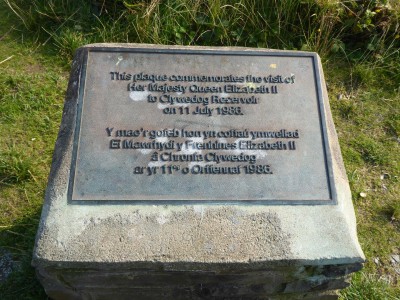 This plaque commemorates the visit of
Her Majesty Queen Elizabeth II
to Clywedog Reservoir
on 11 July 1986.
Y mae'r gofeb hon yn coffáu ymweliad
Ei Mawrhydi y Frenhines Elizabeth II
â Chronfa Clywedog
ar yr 11eg o Orffennaf 1986.